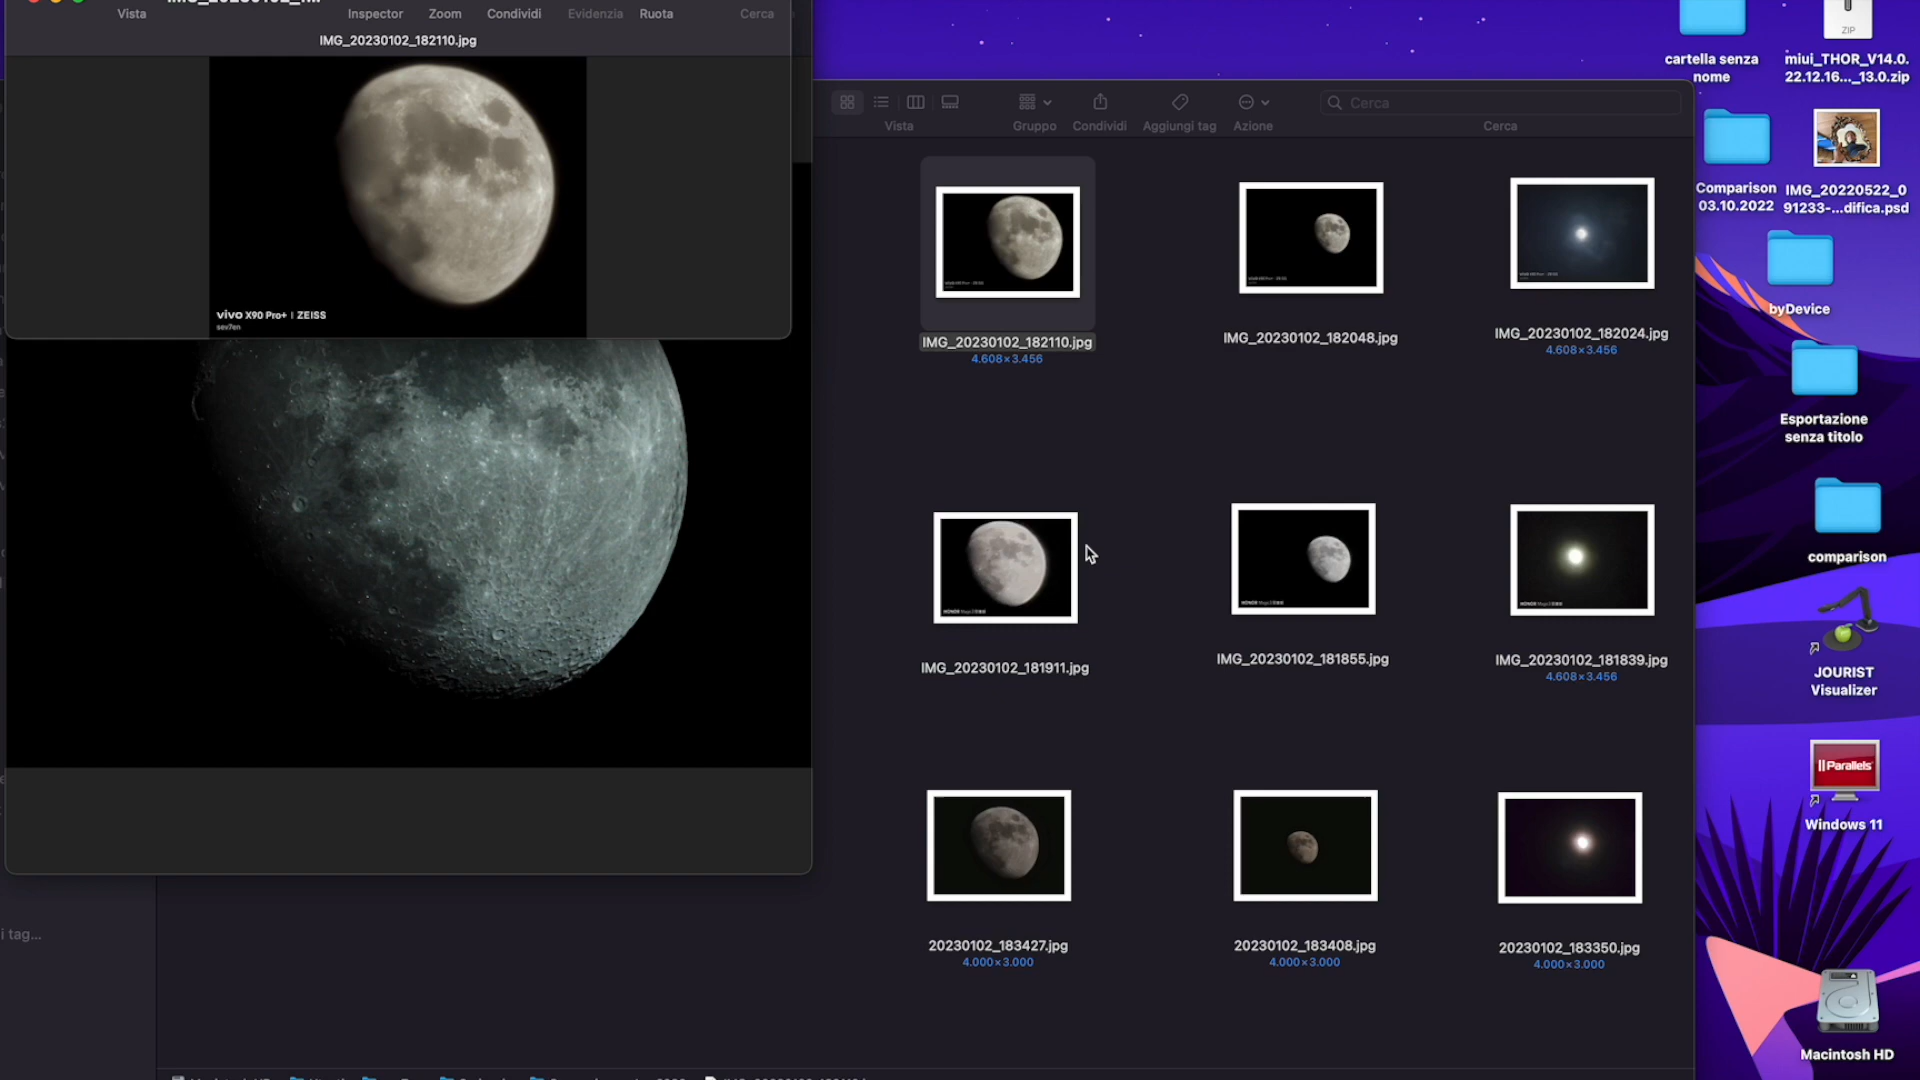 Vista
Inspector
Zoom
Condividi
Evidenzia
Ruota
Cerca
IMG_20230102_182110.jpg
vivo X90 Pro+ | ZEISS
sev7en
Cerca
Vista
Gruppo
Condividi
Aggiungi tag
Azione
Cerca
IMG_20230102_182110.jpg
4.608×3.456
IMG_20230102_182048.jpg
IMG_20230102_182024.jpg
4.608×3.456
IMG_20230102_181911.jpg
IMG_20230102_181855.jpg
IMG_20230102_181839.jpg
4.608×3.456
20230102_183427.jpg
4.000×3.000
20230102_183408.jpg
4.000×3.000
20230102_183350.jpg
4.000×3.000
i tag...
cartella senza
nome
ZIP
miui_THOR_V14.0.
22.12.16..._13.0.zip
Comparison
03.10.2022
IMG_20220522_0
91233-...difica.psd
byDevice
Esportazione
senza titolo
comparison
JOURIST
Visualizer
Parallels
Windows 11
Macintosh HD